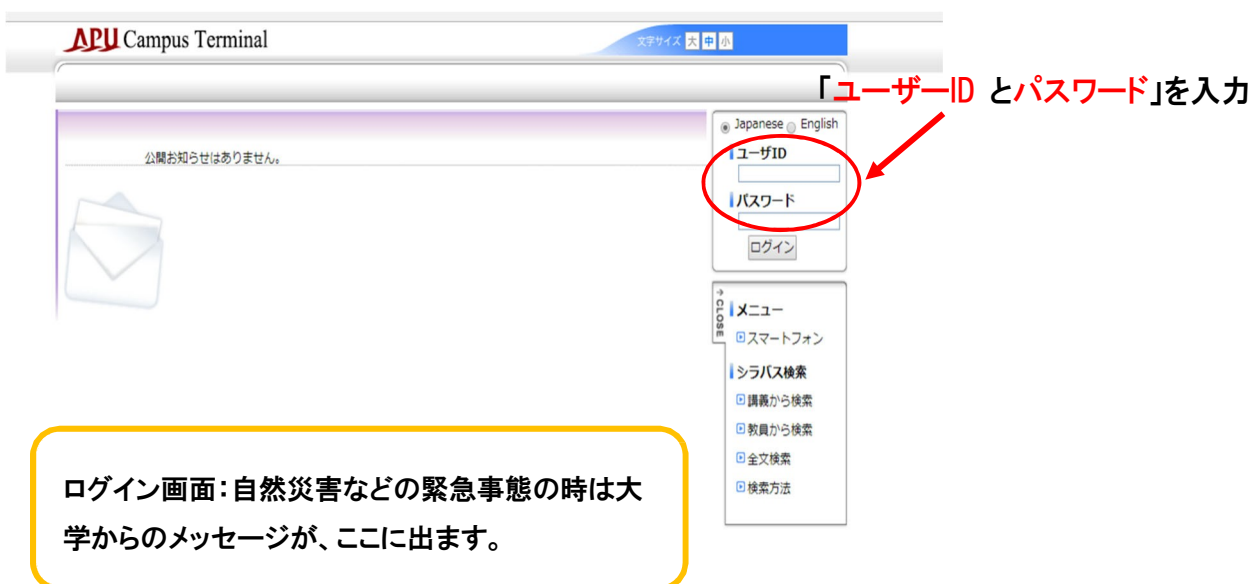 APU Campus Terminal
文字サイズ 大 中 小
「ユーザーID とパスワード」を入力
Japanese English
公開お知らせはありません。
ユーザID
パスワード
ログイン
CLOSE
メニュー
スマートフォン
シラバス検索
講義から検索
教員から検索
全文検索
検索方法
ログイン画面：自然災害などの緊急事態の時は大
学からのメッセージが、ここに出ます。